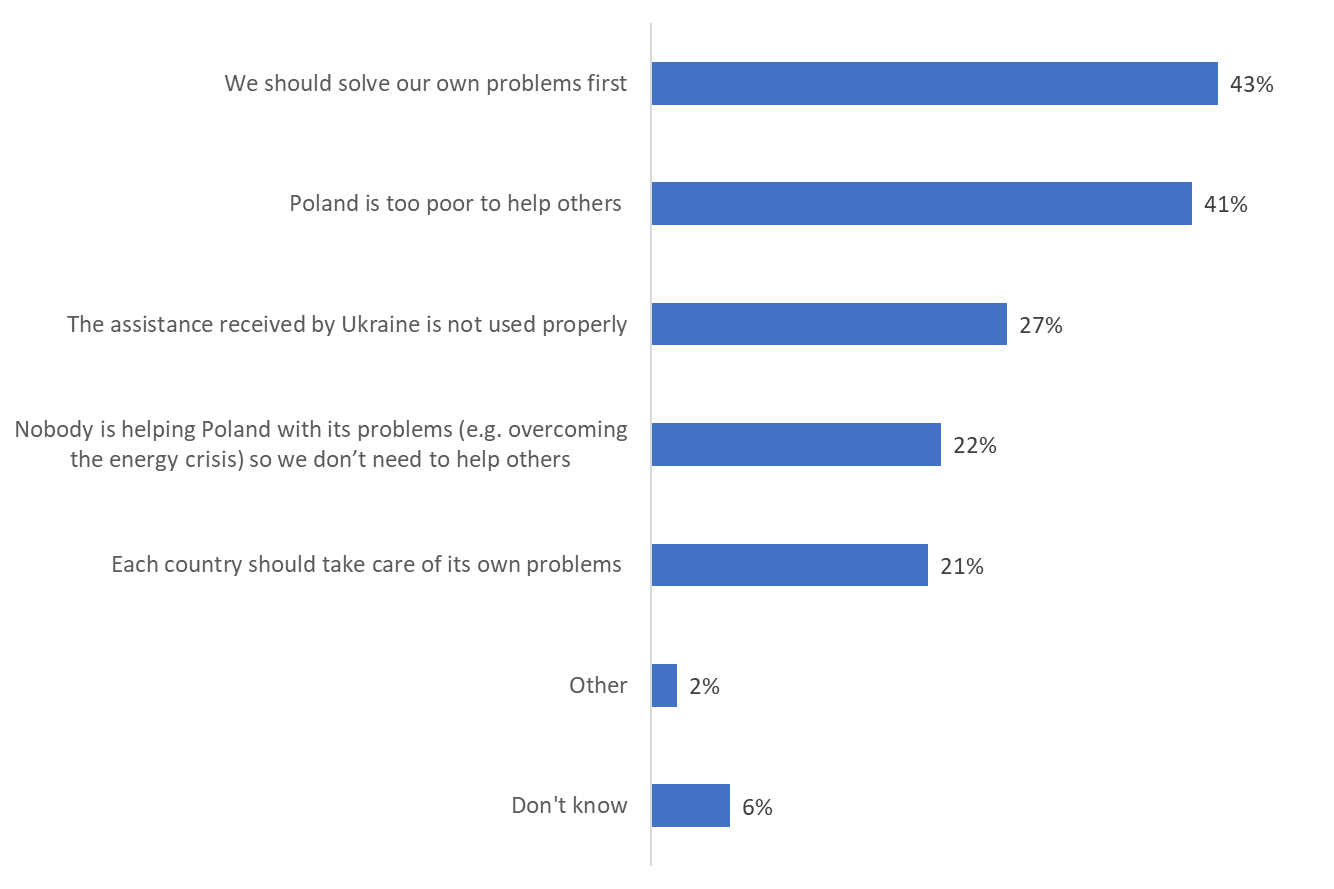 We should solve our own problems first
43%
Poland is too poor to help others
41%
The assistance received by Ukraine is not used properly
27%
Nobody is helping Poland with its problems (e.g. overcoming
the energy crisis) so we don’t need to help others
22%
Each country should take care of its own problems
21%
Other
2%
Don't know
6%